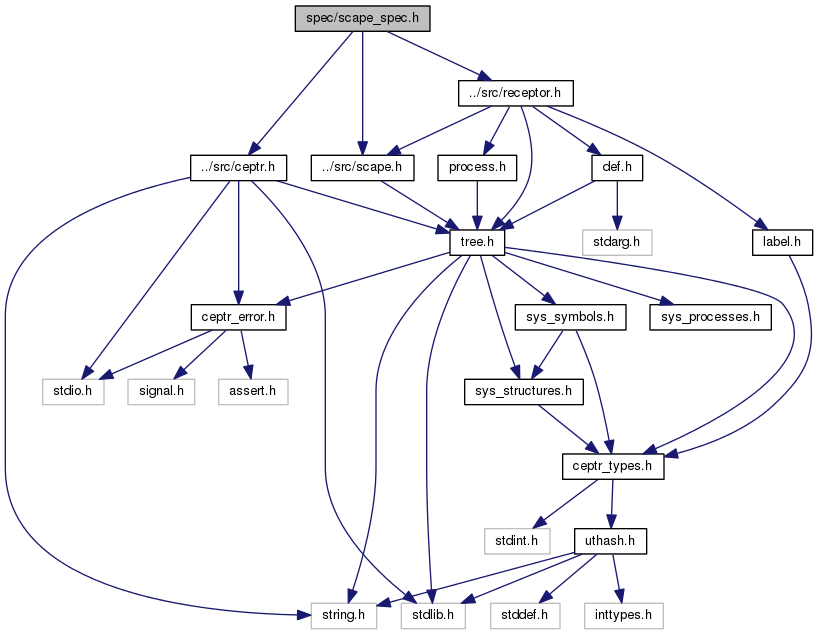 spec/scape_spec.h
../src/receptor.h
../src/ceptr.h
../src/scape.h
process.h
def.h
tree.h
stdarg.h
label.h
ceptr_error.h
sys_symbols.h
sys_processes.h
stdio.h
signal.h
assert.h
sys_structures.h
ceptr_types.h
stdint.h
uthash.h
string.h
stdlib.h
stddef.h
inttypes.h